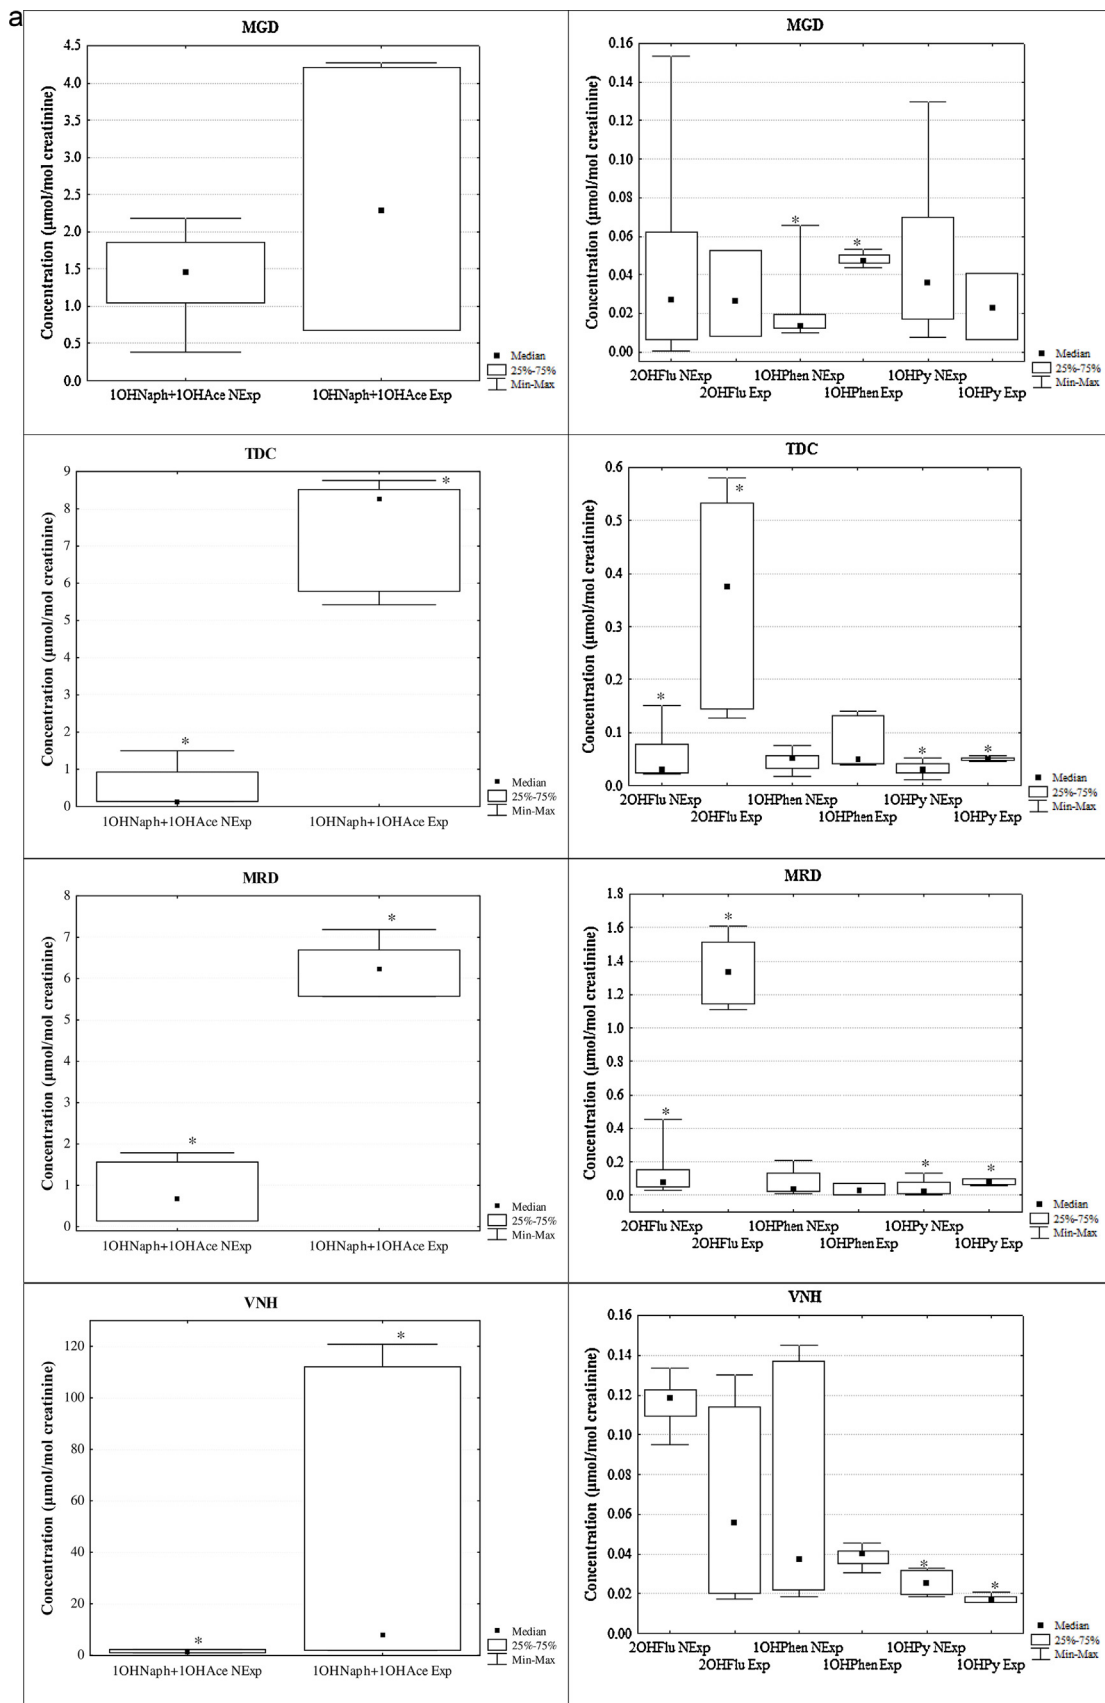 a
MGD
Concentration (µmol/mol creatinine)
4.5
4.0
3.5
3.0
2.5
2.0
1.5
1.0
0.5
0.0
1OHNaph+1OHAce NExp
1OHNaph+1OHAce Exp
Median
25%-75%
Min-Max
MGD
Concentration (µmol/mol creatinine)
0.16
0.14
0.12
0.10
0.08
0.06
0.04
0.02
0.00
*
*
2OHFlu NExp
2OHFlu Exp
1OHPhen NExp
1OHPhen Exp
1OHPy NExp
1OHPy Exp
Median
25%-75%
Min-Max
TDC
Concentration (µmol/mol creatinine)
9
8
7
6
5
4
3
2
1
0
*
*
1OHNaph+1OHAce NExp
1OHNaph+1OHAce Exp
Median
25%-75%
Min-Max
TDC
Concentration (µmol/mol creatinine)
0.6
0.5
0.4
0.3
0.2
0.1
0.0
*
*
*
*
2OHFlu NExp
2OHFlu Exp
1OHPhen NExp
1OHPhen Exp
1OHPy NExp
1OHPy Exp
Median
25%-75%
Min-Max
MRD
Concentration (µmol/mol creatinine)
8
7
6
5
4
3
2
1
0
*
*
1OHNaph+1OHAce NExp
1OHNaph+1OHAce Exp
Median
25%-75%
Min-Max
MRD
Concentration (µmol/mol creatinine)
1.8
1.6
1.4
1.2
1.0
0.8
0.6
0.4
0.2
0.0
*
*
*
*
2OHFlu NExp
2OHFlu Exp
1OHPhen NExp
1OHPhen Exp
1OHPy NExp
1OHPy Exp
Median
25%-75%
Min-Max
VNH
Concentration (µmol/mol creatinine)
120
100
80
60
40
20
0
*
*
1OHNaph+1OHAce NExp
1OHNaph+1OHAce Exp
Median
25%-75%
Min-Max
VNH
Concentration (µmol/mol creatinine)
0.16
0.14
0.12
0.10
0.08
0.06
0.04
0.02
0.00
*
*
2OHFlu NExp
2OHFlu Exp
1OHPhen NExp
1OHPhen Exp
1OHPy NExp
1OHPy Exp
Median
25%-75%
Min-Max